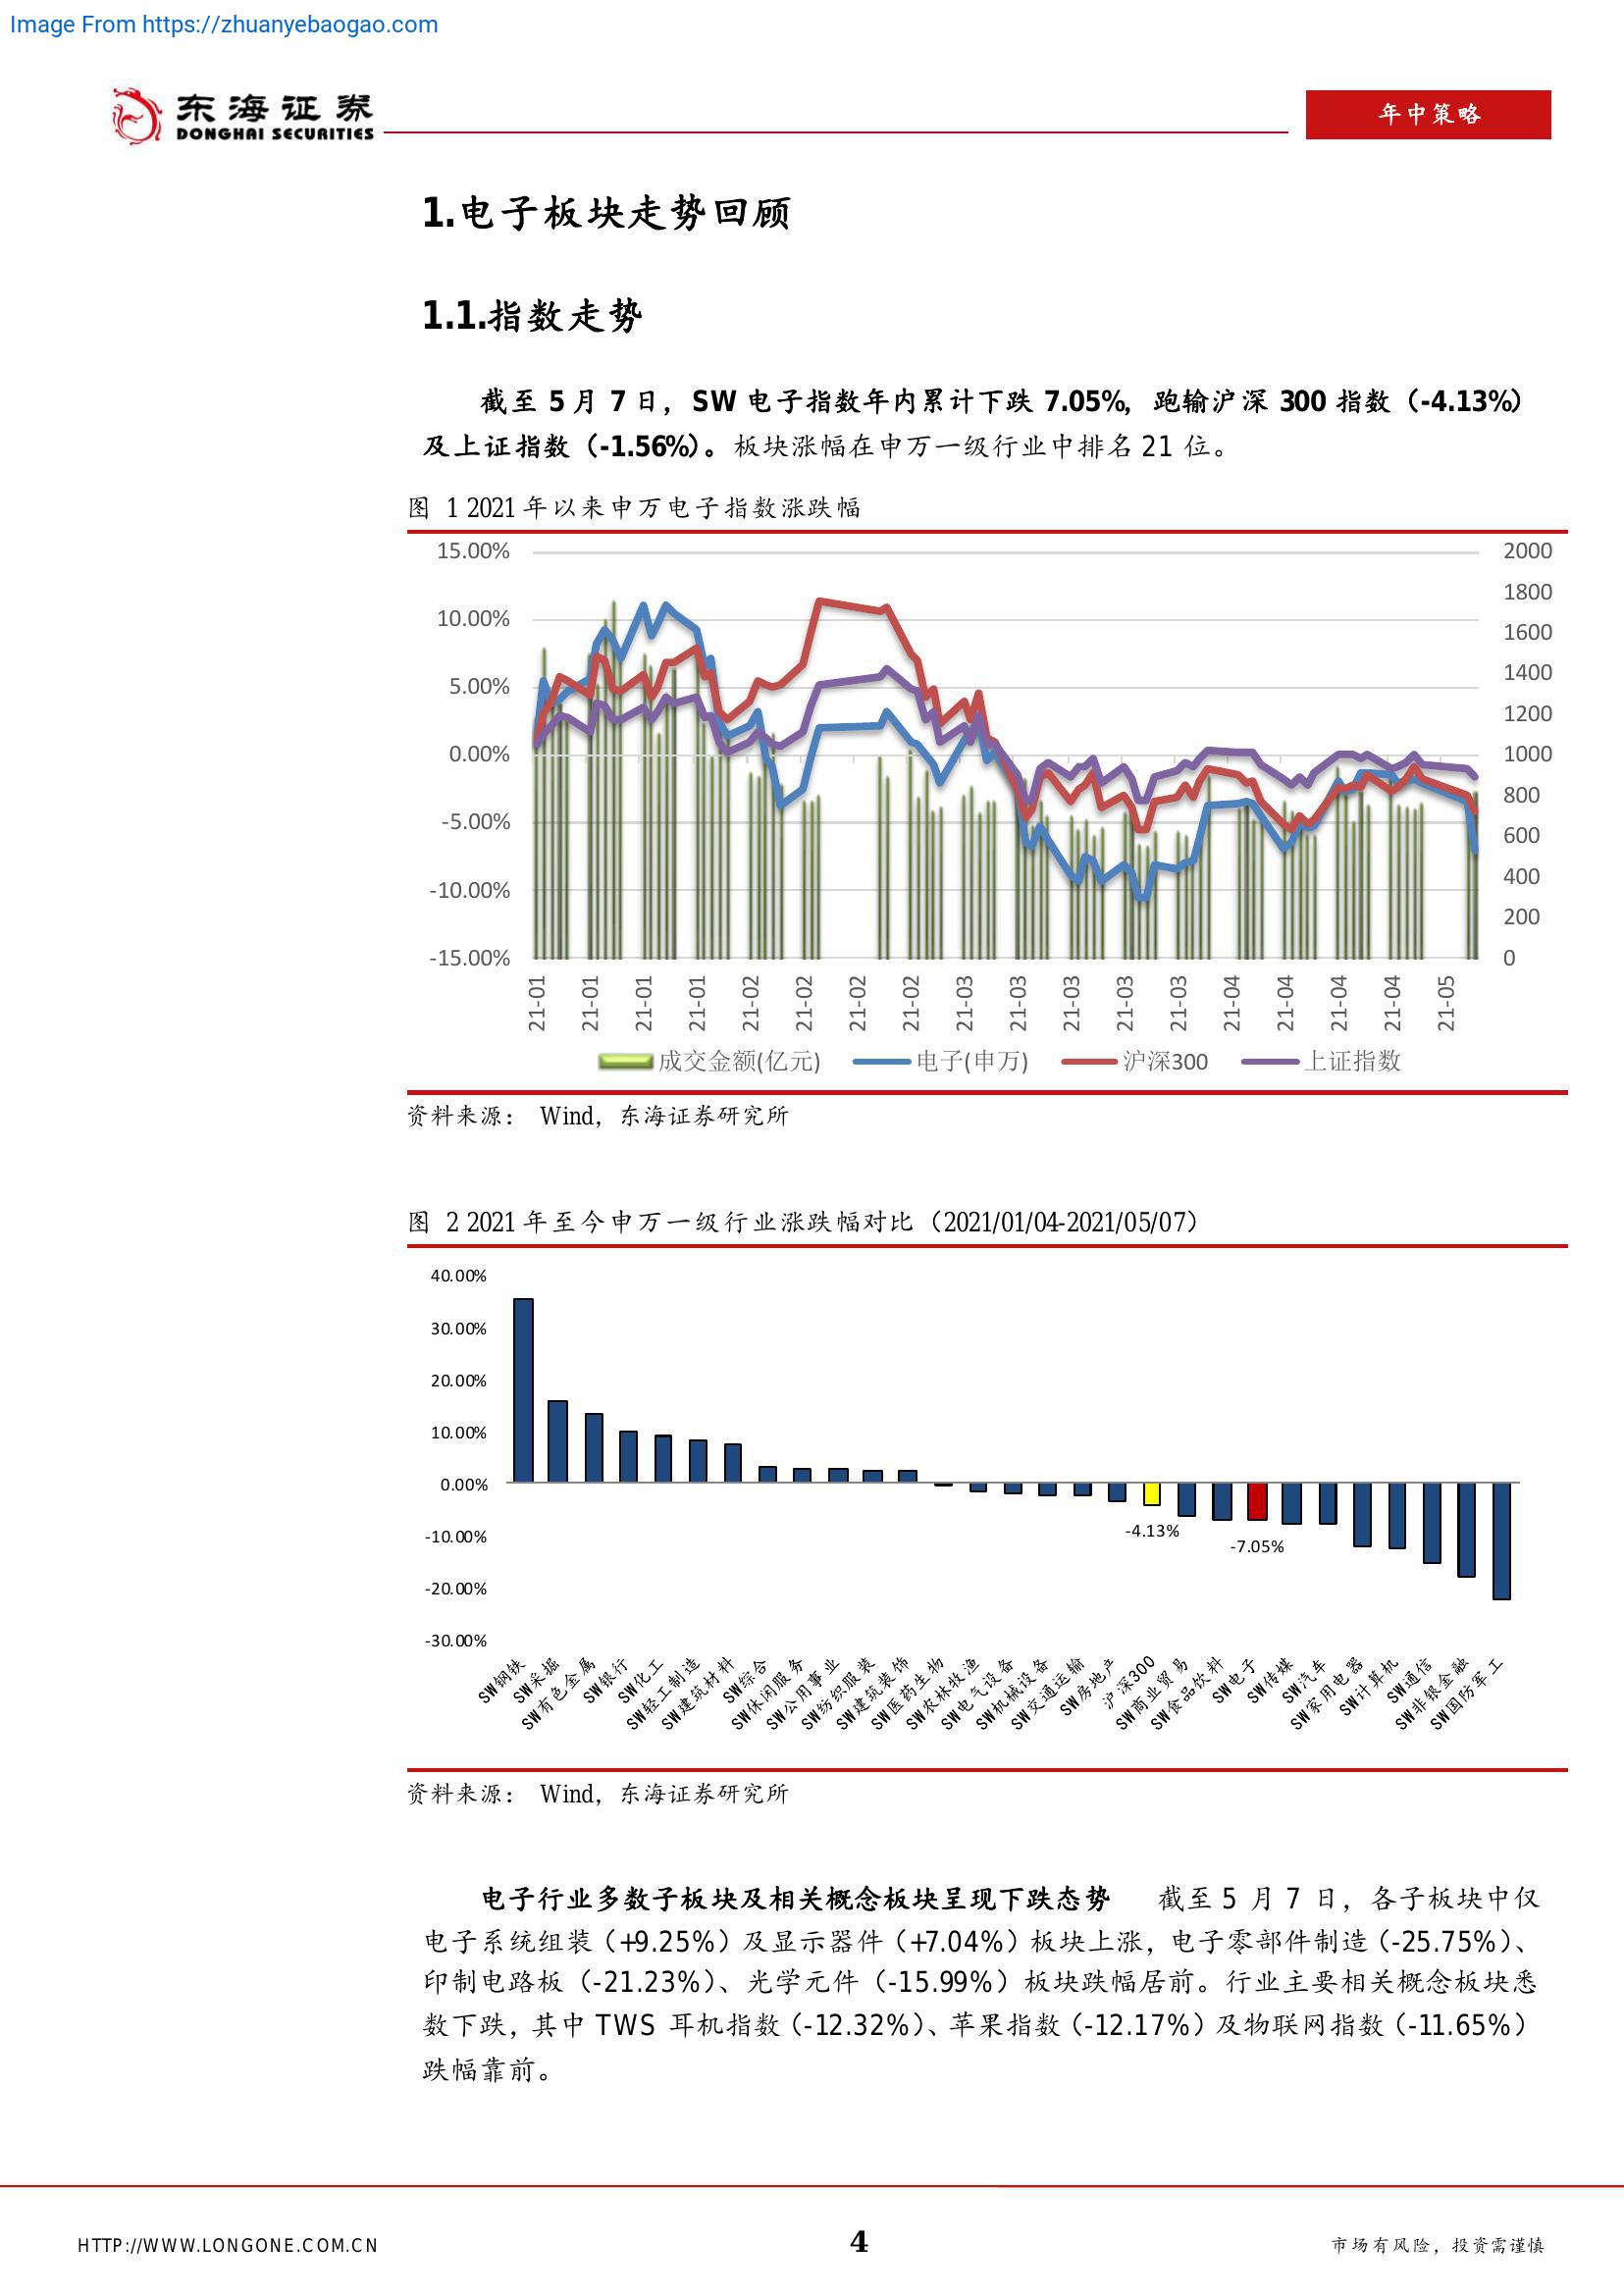 Image From https://zhuanyebaogao.com
东海证券
DONGHAI SECURITIES
年中策略
1.电子板块走势回顾
1.1.指数走势
截至 5 月 7 日，SW 电子指数年内累计下跌 7.05%，跑输沪深 300 指数（-4.13%）
及上证指数（-1.56%）。板块涨幅在申万一级行业中排名 21 位。
图 1 2021 年以来申万电子指数涨跌幅
15.00%
10.00%
5.00%
0.00%
-5.00%
-10.00%
-15.00%
2000
1800
1600
1400
1200
1000
800
600
400
200
0
21-01
21-01
21-01
21-01
21-02
21-02
21-02
21-02
21-03
21-03
21-03
21-03
21-03
21-04
21-04
21-04
21-04
21-05
成交金额(亿元) 电子(申万) 沪深300 上证指数
资料来源： Wind，东海证券研究所
图 2 2021 年至今申万一级行业涨跌幅对比（2021/01/04-2021/05/07）
40.00%
30.00%
20.00%
10.00%
0.00%
-10.00%
-20.00%
-30.00%
-4.13%
-7.05%
SW钢铁
SW采掘
SW有色金属
SW银行
SW化工
SW轻工制造
SW建筑材料
SW综合
SW休闲服务
SW公用事业
SW纺织服装
SW建筑装饰
SW医药生物
SW农林牧渔
SW电气设备
SW机械设备
SW交通运输
SW房地产
沪深300
SW商业贸易
SW食品饮料
SW电子
SW传媒
SW汽车
SW家用电器
SW计算机
SW通信
SW非银金融
SW国防军工
资料来源： Wind，东海证券研究所
电子行业多数子板块及相关概念板块呈现下跌态势 截至 5 月 7 日，各子板块中仅
电子系统组装（+9.25%）及显示器件（+7.04%）板块上涨，电子零部件制造（-25.75%）、
印制电路板（-21.23%）、光学元件（-15.99%）板块跌幅居前。行业主要相关概念板块悉
数下跌，其中 TWS 耳机指数（-12.32%）、苹果指数（-12.17%）及物联网指数（-11.65%）
跌幅靠前。
HTTP://WWW.LONGONE.COM.CN
4
市场有风险，投资需谨慎